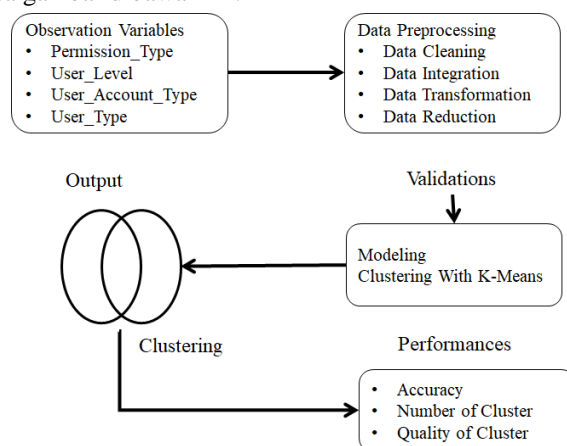 Observation Variables
• Permission_Type
• User_Level
• User_Account_Type
• User_Type
Data Preprocessing
• Data Cleaning
• Data Integration
• Data Transformation
• Data Reduction
Output
Validations
Modeling
Clustering With K-Means
Clustering
Performances
• Accuracy
• Number of Cluster
• Quality of Cluster